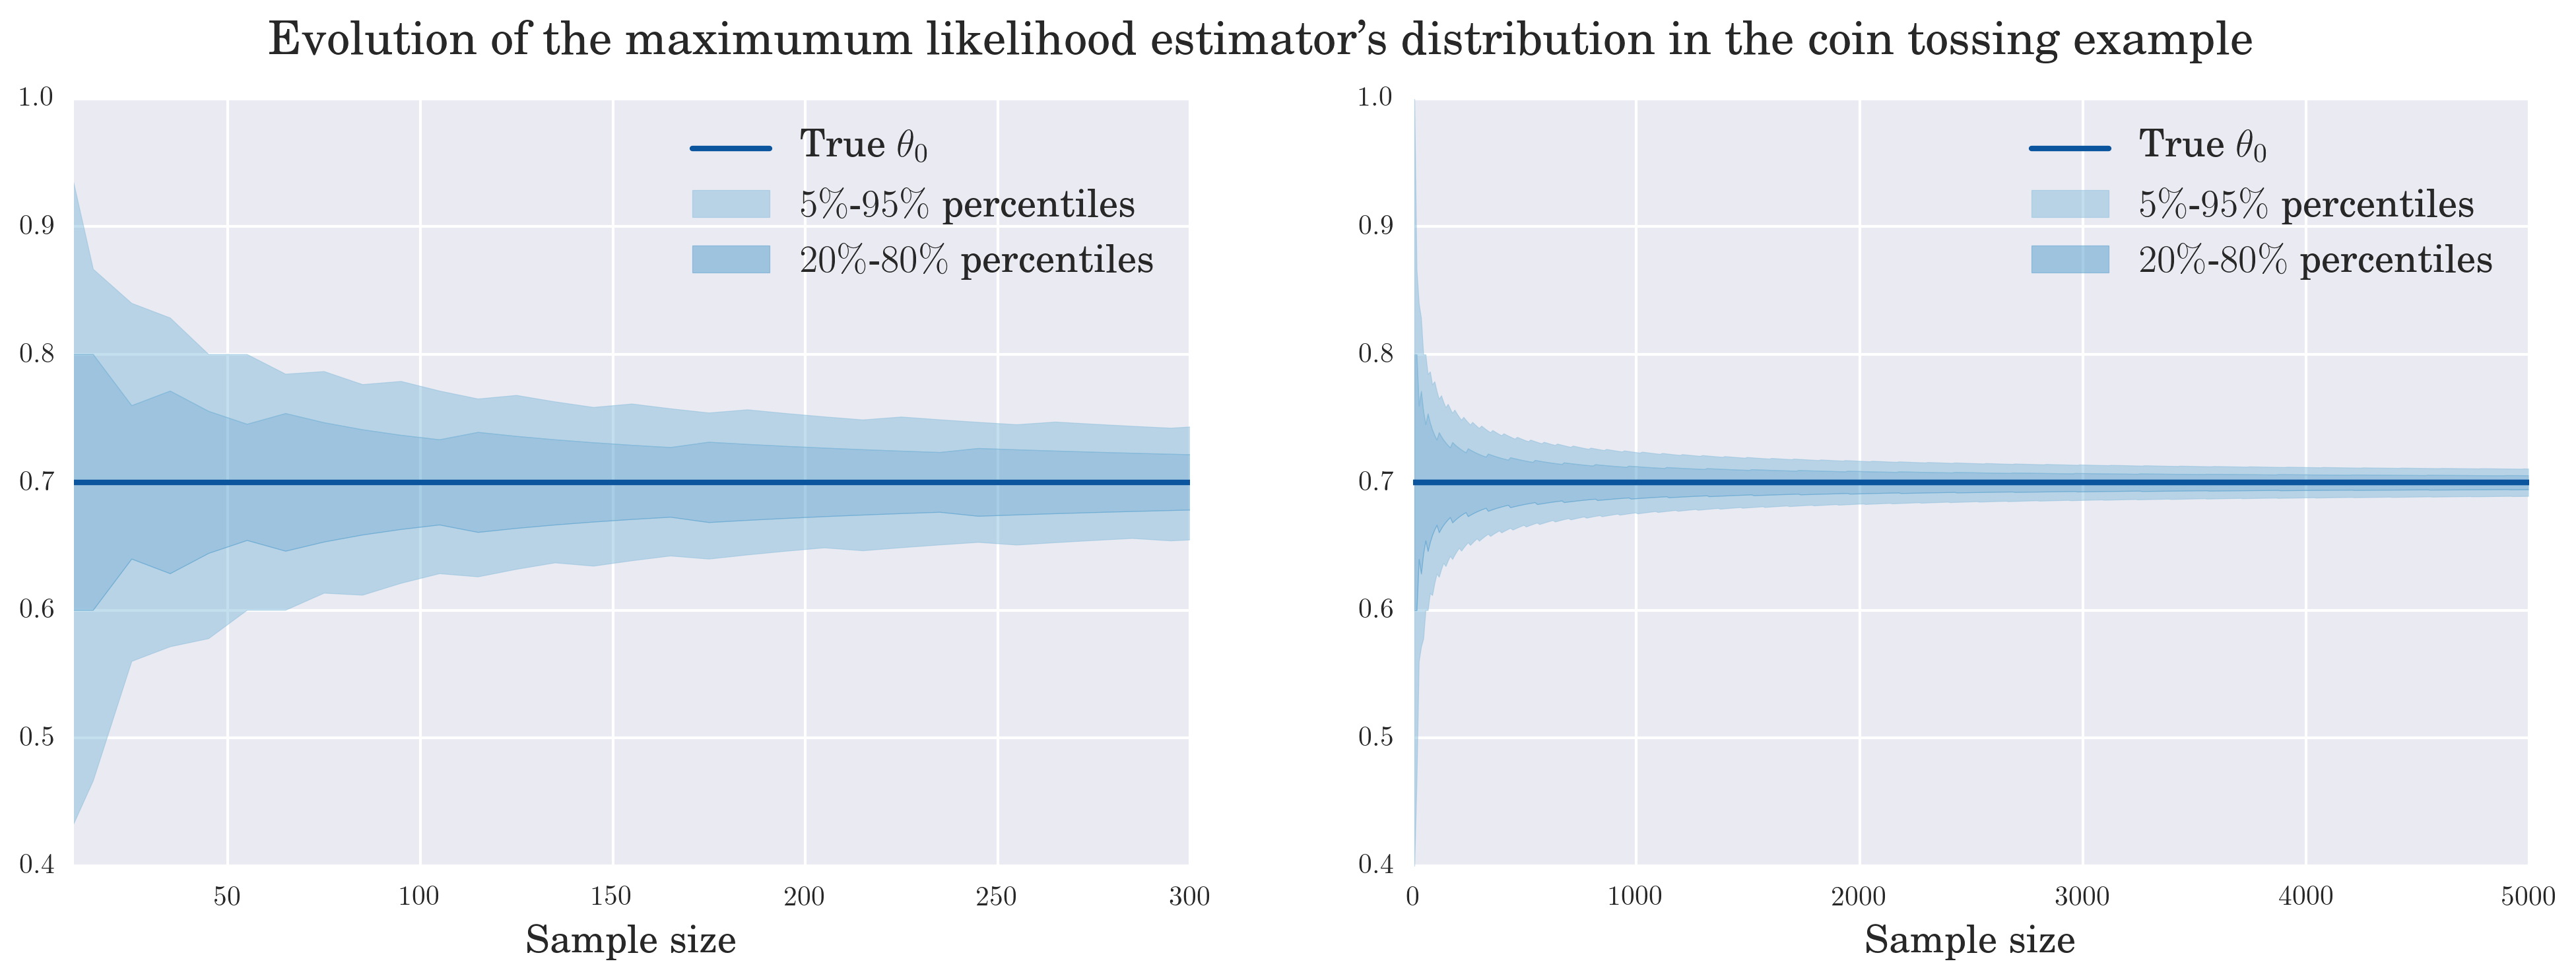 Evolution of the maximumum likelihood estimator's distribution in the coin tossing example
1.0
0.9
0.8
0.7
0.6
0.5
0.4
True θ₀
5%-95% percentiles
20%-80% percentiles
50 100 150 200 250 300
Sample size
1.0
0.9
0.8
0.7
0.6
0.5
0.4
True θ₀
5%-95% percentiles
20%-80% percentiles
0 1000 2000 3000 4000 5000
Sample size